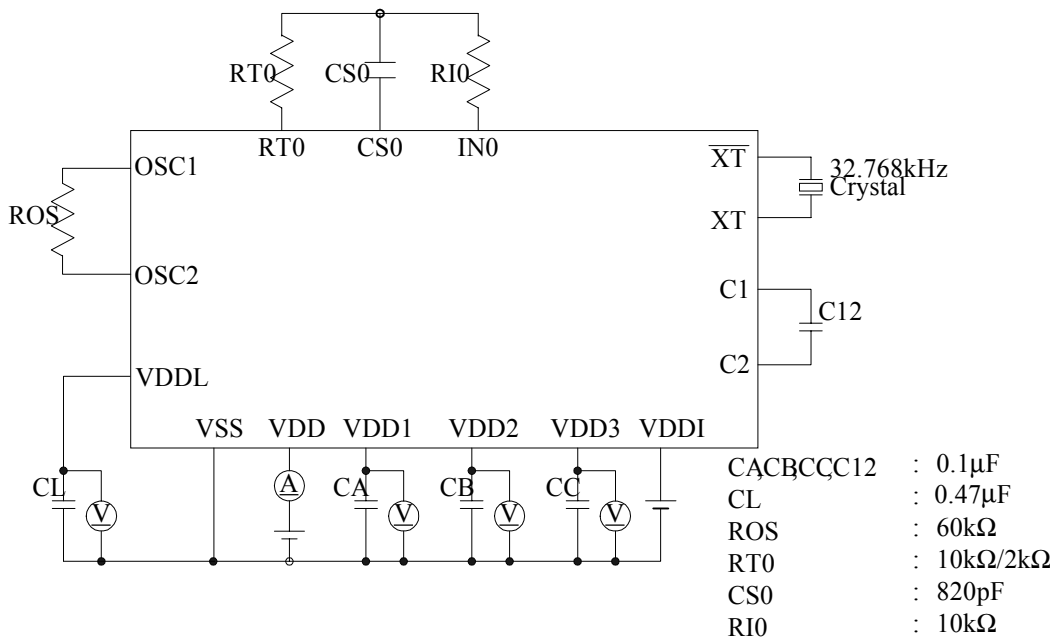 RT0
CS0
RI0
RT0
CS0
IN0
OSC1
XT
32.768kHz
Crystal
ROS
XT
OSC2
C1
C12
C2
VDDL
VSS
VDD
VDD1
VDD2
VDD3
VDDI
CL
V
A
CA
V
CB
V
CC
V
CA,CB,CC,C12 : 0.1μF
CL : 0.47μF
ROS : 60kΩ
RT0 : 10kΩ/2kΩ
CS0 : 820pF
RI0 : 10kΩ